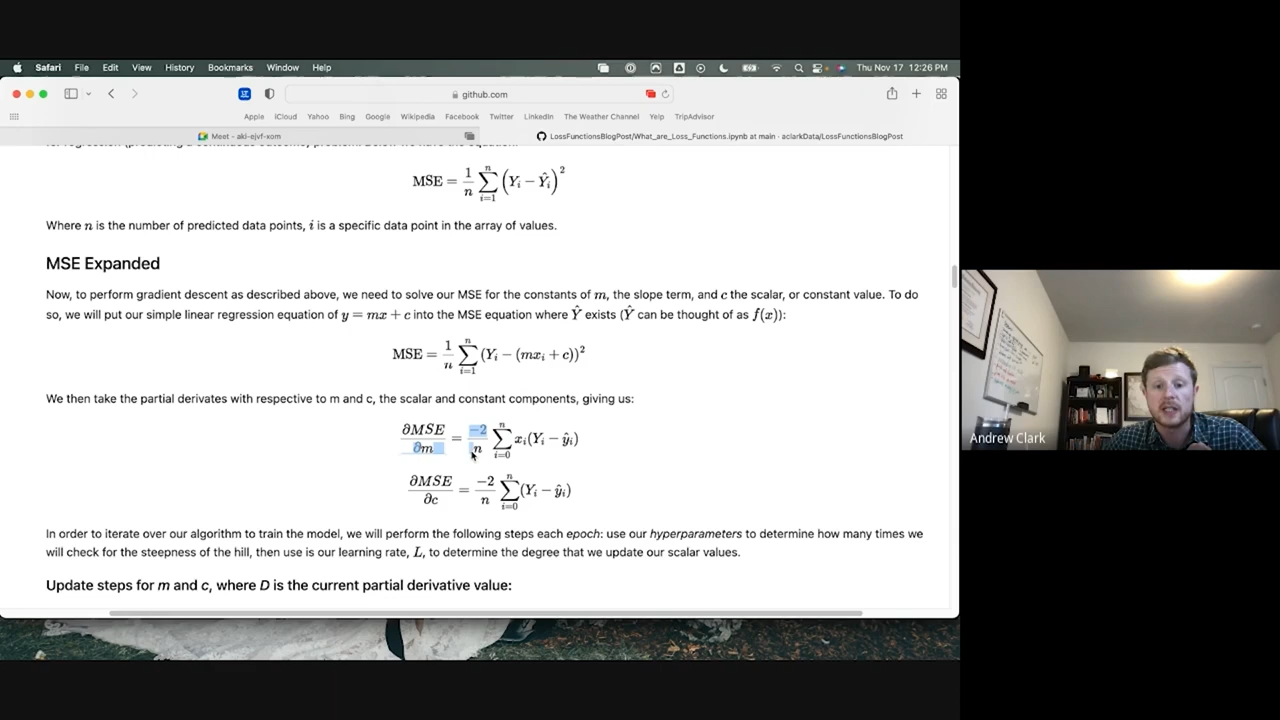 Safari File Edit View History Bookmarks Window Help Thu Nov 17 12:26 PM
github.com
Apple iCloud Yahoo Bing Google Wikipedia Facebook Twitter LinkedIn The Weather Channel Yelp TripAdvisor
Meet - aki-ejvf-xom LossFunctionsBlogPost/What_are_Loss_Functions.ipynb at main · aclarkData/LossFunctionsBlogPost
MSE = 1/n ∑_{i=1}^{n} (Y_i − Ŷ_i)^2
Where n is the number of predicted data points, i is a specific data point in the array of values.
MSE Expanded
Now, to perform gradient descent as described above, we need to solve our MSE for the constants of m, the slope term, and c the scalar, or constant value. To do
so, we will put our simple linear regression equation of y = mx + c into the MSE equation where Ŷ exists (Ŷ can be thought of as f(x)):
MSE = 1/n ∑_{i=1}^{n} (Y_i − (mx_i + c))^2
We then take the partial derivates with respective to m and c, the scalar and constant components, giving us:
∂MSE/∂m = −2/n ∑_{i=0}^{n} x_i(Y_i − ŷ_i)
∂MSE/∂c = −2/n ∑_{i=0}^{n} (Y_i − ŷ_i)
In order to iterate over our algorithm to train the model, we will perform the following steps each epoch: use our hyperparameters to determine how many times we
will check for the steepness of the hill, then use is our learning rate, L, to determine the degree that we update our scalar values.
Update steps for m and c, where D is the current partial derivative value:
Andrew Clark